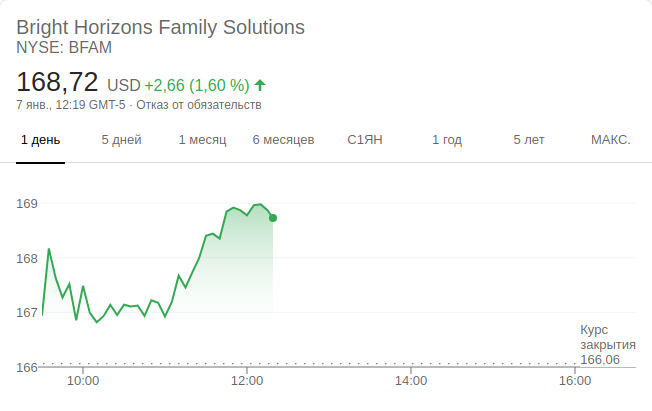 Bright Horizons Family Solutions
NYSE: BFAM
168,72 USD +2,66 (1,60 %)
7 янв., 12:19 GMT-5 · Отказ от обязательств
1 день 5 дней 1 месяц 6 месяцев С1ЯН 1 год 5 лет МАКС.
169
168
167
Курс
закрытия
166,06
166
10:00 12:00 14:00 16:00